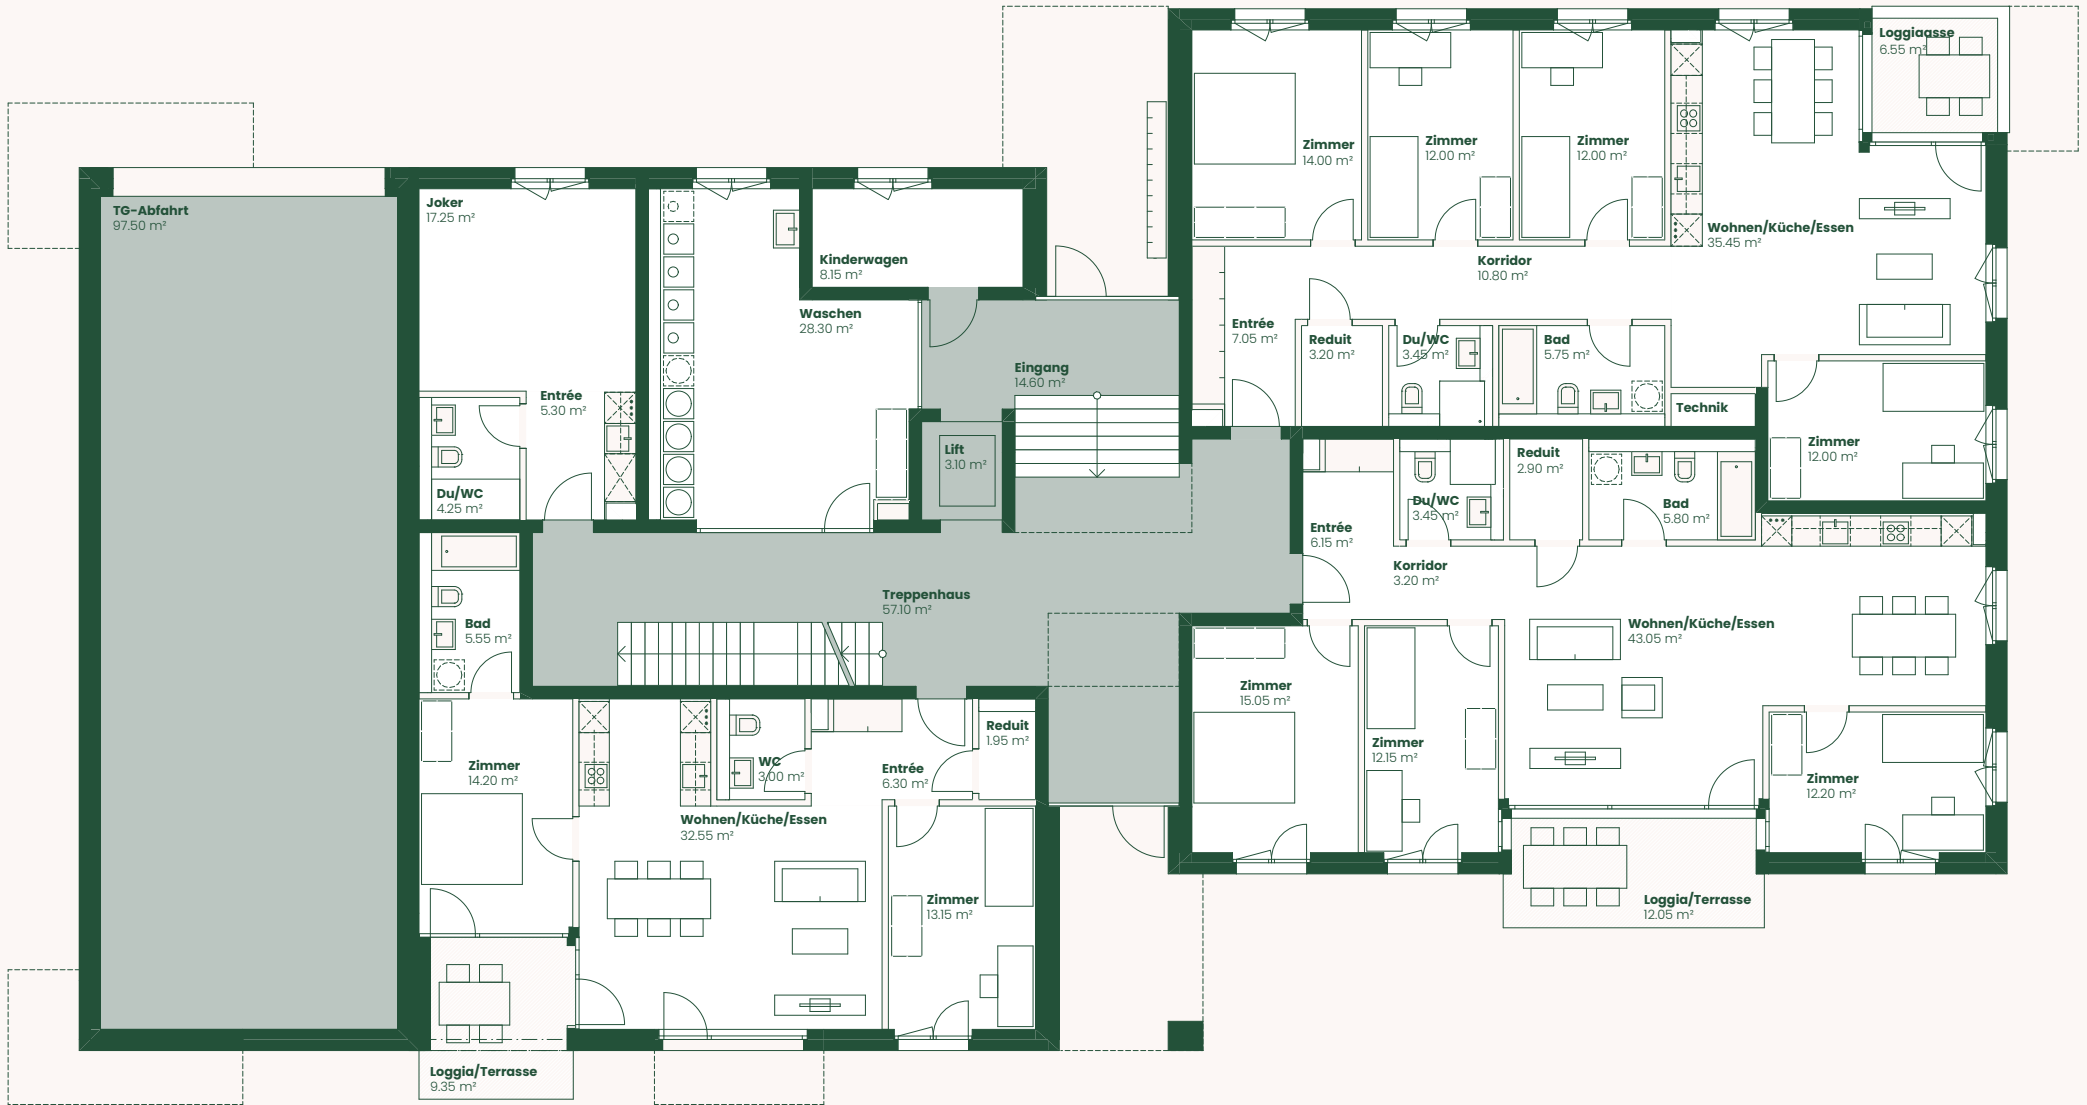 TG-Abfahrt
97.50 m²
Joker
17.25 m²
Entrée
5.30 m²
Du/WC
4.25 m²
Kinderwagen
8.15 m²
Waschen
28.30 m²
Eingang
14.60 m²
Lift
3.10 m²
Treppenhaus
57.10 m²
Bad
5.55 m²
Zimmer
14.20 m²
WC
3.00 m²
Entrée
6.30 m²
Reduit
1.95 m²
Wohnen/Küche/Essen
32.55 m²
Zimmer
13.15 m²
Loggia/Terrasse
9.35 m²
Zimmer
14.00 m²
Zimmer
12.00 m²
Zimmer
12.00 m²
Loggiaasse
6.55 m²
Wohnen/Küche/Essen
35.45 m²
Korridor
10.80 m²
Entrée
7.05 m²
Reduit
3.20 m²
Du/WC
3.45 m²
Bad
5.75 m²
Technik
Zimmer
12.00 m²
Reduit
2.90 m²
Du/WC
3.45 m²
Bad
5.80 m²
Entrée
6.15 m²
Korridor
3.20 m²
Wohnen/Küche/Essen
43.05 m²
Zimmer
15.05 m²
Zimmer
12.15 m²
Zimmer
12.20 m²
Loggia/Terrasse
12.05 m²